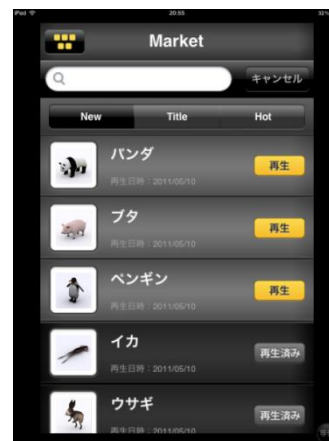 iPad
20:55
32%
Market
キャンセル
New Title Hot
パンダ
再生日時：2011/05/10
再生
ブタ
再生日時：2011/05/10
再生
ペンギン
再生日時：2011/05/10
再生
イカ
再生日時：2011/05/10
再生済み
ウサギ
再生日時：2011/05/10
再生済み